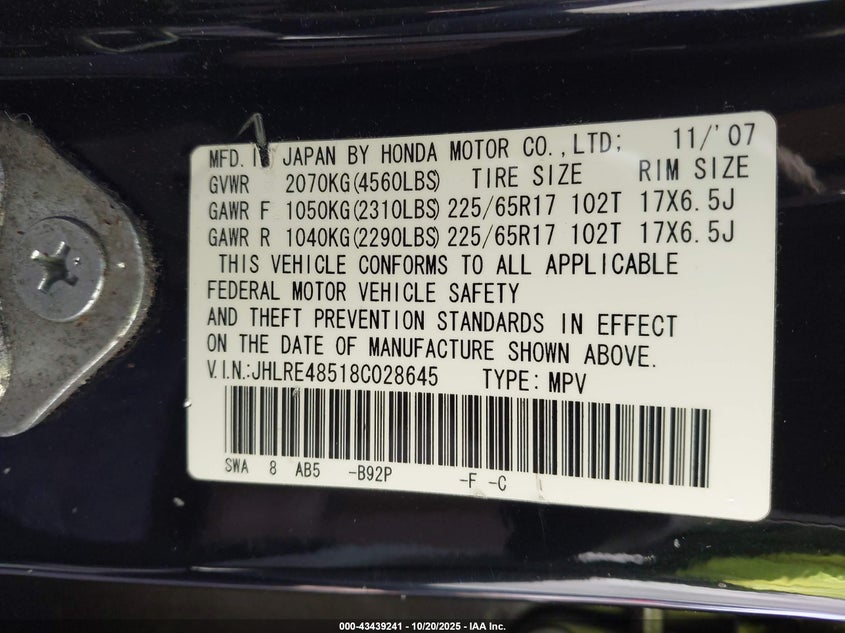 MFD. IN JAPAN BY HONDA MOTOR CO.,LTD; 11/'07
GVWR 2070KG(4560LBS) TIRE SIZE RIM SIZE
GAWR F 1050KG(2310LBS) 225/65R17 102T 17X6.5J
GAWR R 1040KG(2290LBS) 225/65R17 102T 17X6.5J
THIS VEHICLE CONFORMS TO ALL APPLICABLE
FEDERAL MOTOR VEHICLE SAFETY
AND THEFT PREVENTION STANDARDS IN EFFECT
ON THE DATE OF MANUFACTURE SHOWN ABOVE.
V.I.N.:JHLRE48518C028645 TYPE: MPV
SWA 8 AB5 -B92P -F -C
000-43439241 - 10/20/2025 - IAA Inc.